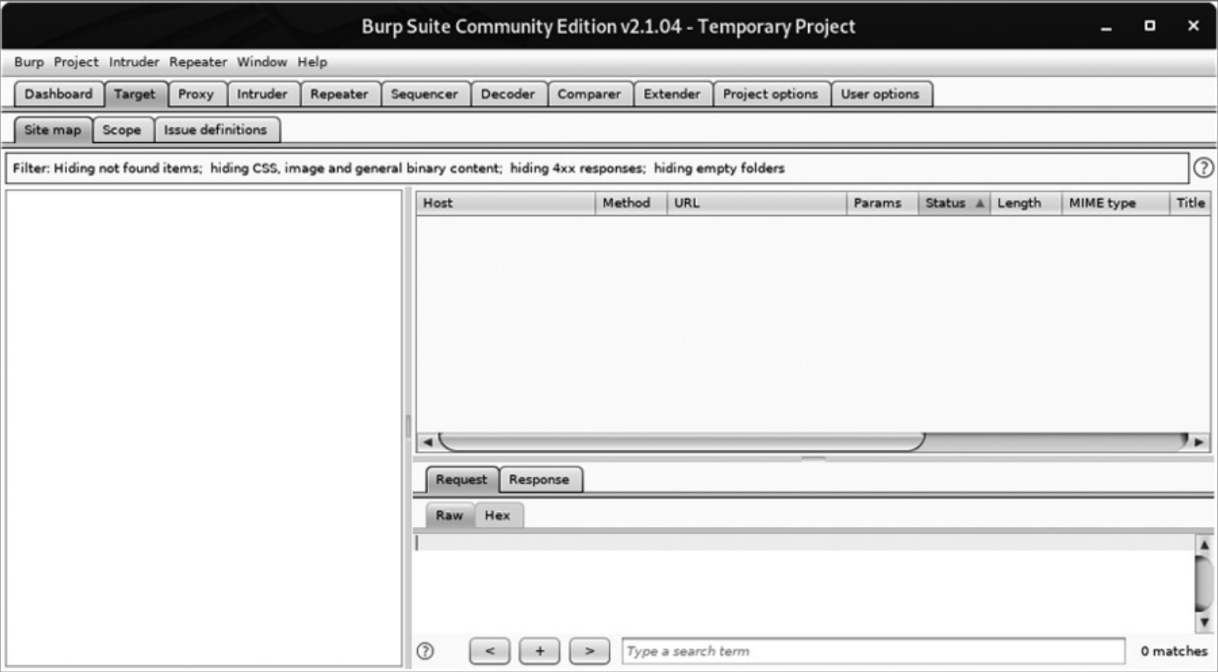 Burp Suite Community Edition v2.1.04 - Temporary Project
Burp Project Intruder Repeater Window Help
Dashboard Target Proxy Intruder Repeater Sequencer Decoder Comparer Extender Project options User options
Site map Scope Issue definitions
Filter: Hiding not found items; hiding CSS, image and general binary content; hiding 4xx responses; hiding empty folders ?
Host Method URL Params Status ▲ Length MIME type Title
Request Response
Raw Hex
? < + > Type a search term 0 matches